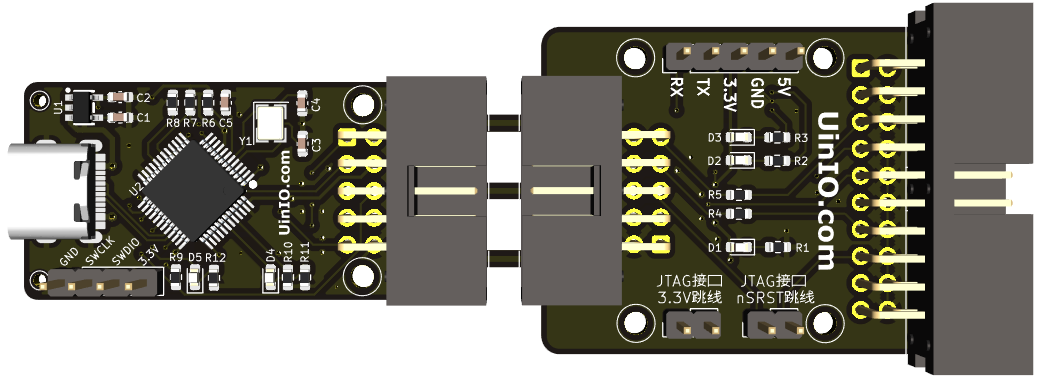 U1
C2
C1
R8 R7 R6 C5
Y1
C4
C3
U2
UinIO.com
GND
SWCLK
SWDIO
3.3V
R9 D5 R12
D4
R10
R11
RX
TX
3.3V
GND
5V
D3
R3
D2
R2
R5
R4
D1
R1
UinIO.com
JTAG接口
3.3V跳线
JTAG接口
nSRST跳线